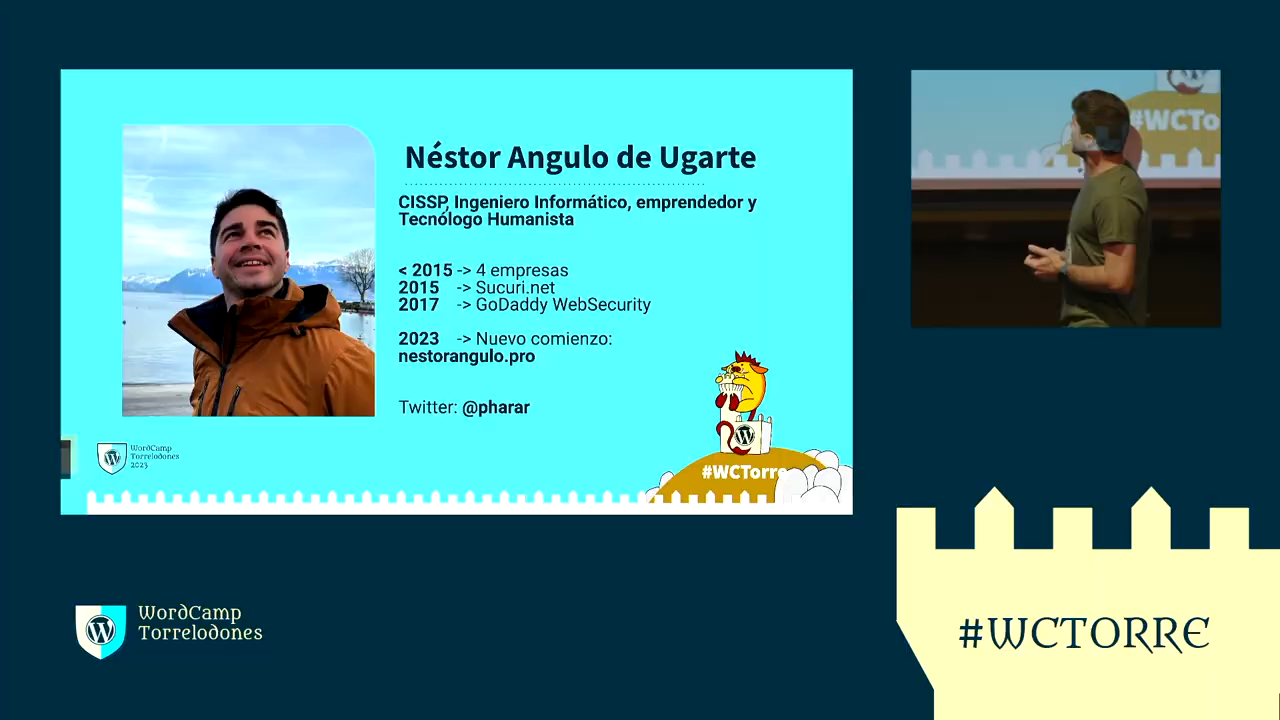 Néstor Angulo de Ugarte
CISSP, Ingeniero Informático, emprendedor y
Tecnólogo Humanista
< 2015 -> 4 empresas
2015 -> Sucuri.net
2017 -> GoDaddy WebSecurity
2023 -> Nuevo comienzo:
nestorangulo.pro
Twitter: @pharar
WordCamp
Torrelodones
2023
#WCTorre
#WCTo
WordCamp
Torrelodones
#WCTORRE